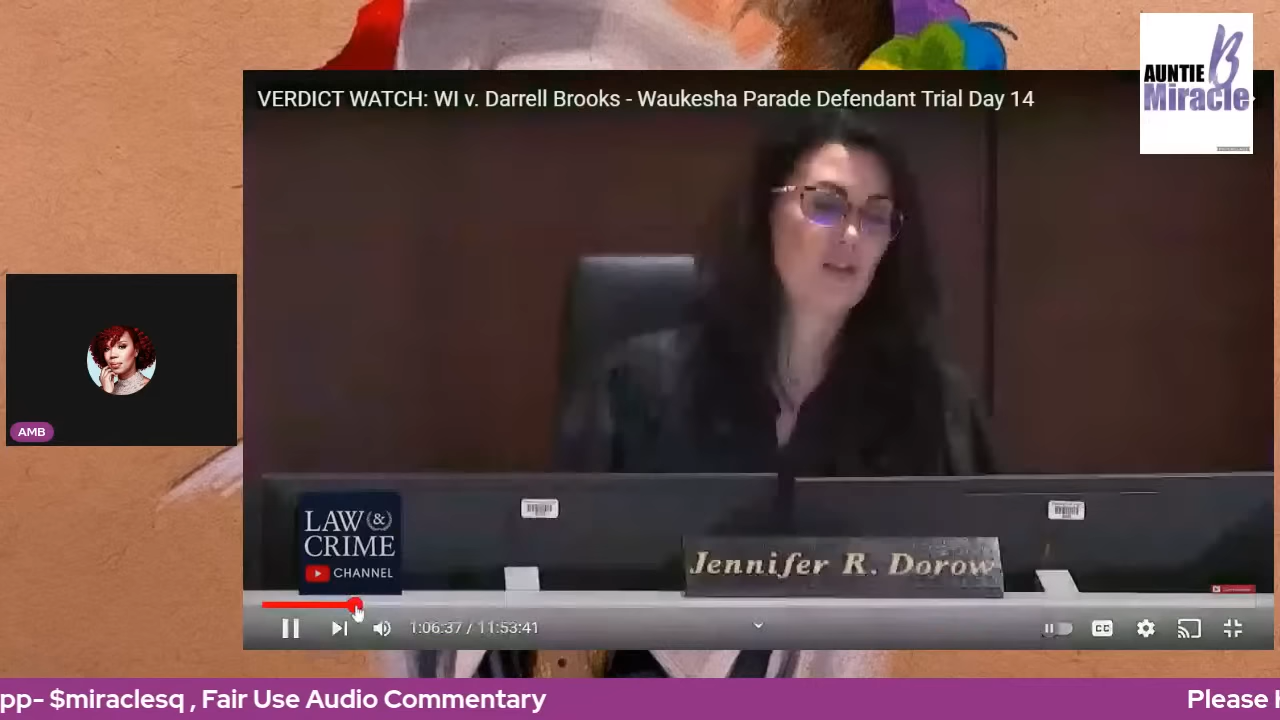 VERDICT WATCH: WI v. Darrell Brooks - Waukesha Parade Defendant Trial Day 14
AUNTIE B
Miracle
AMB
LAW &
CRIME
CHANNEL
Jennifer R. Dorow
1:06:37 / 11:53:41
CC
pp- $miraclesq , Fair Use Audio Commentary
Please